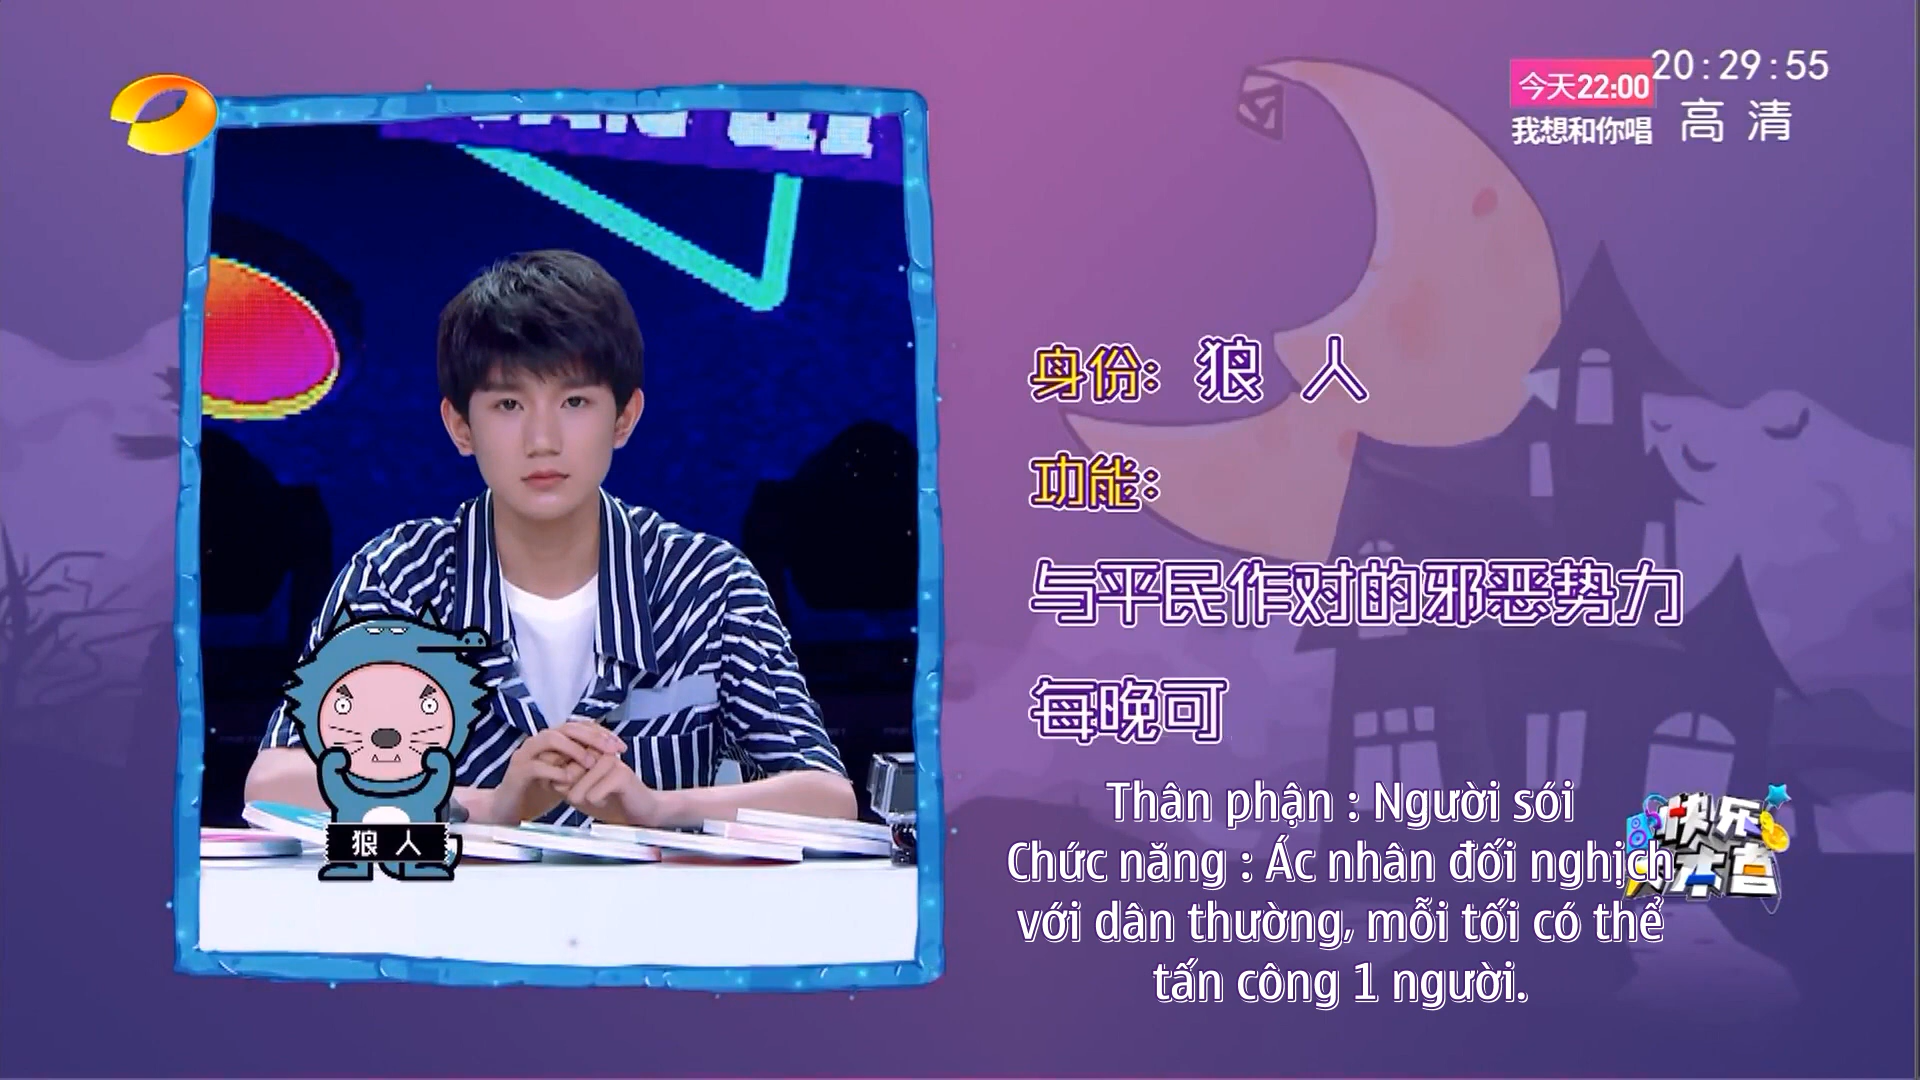 20:29:55
今天22:00
我想和你唱
高清
身份: 狼人
功能:
与平民作对的邪恶势力
每晚可
狼人
快乐
大本营
Thân phận : Người sói
Chức năng : Ác nhân đối nghịch
với dân thường, mỗi tối có thể
tấn công 1 người.